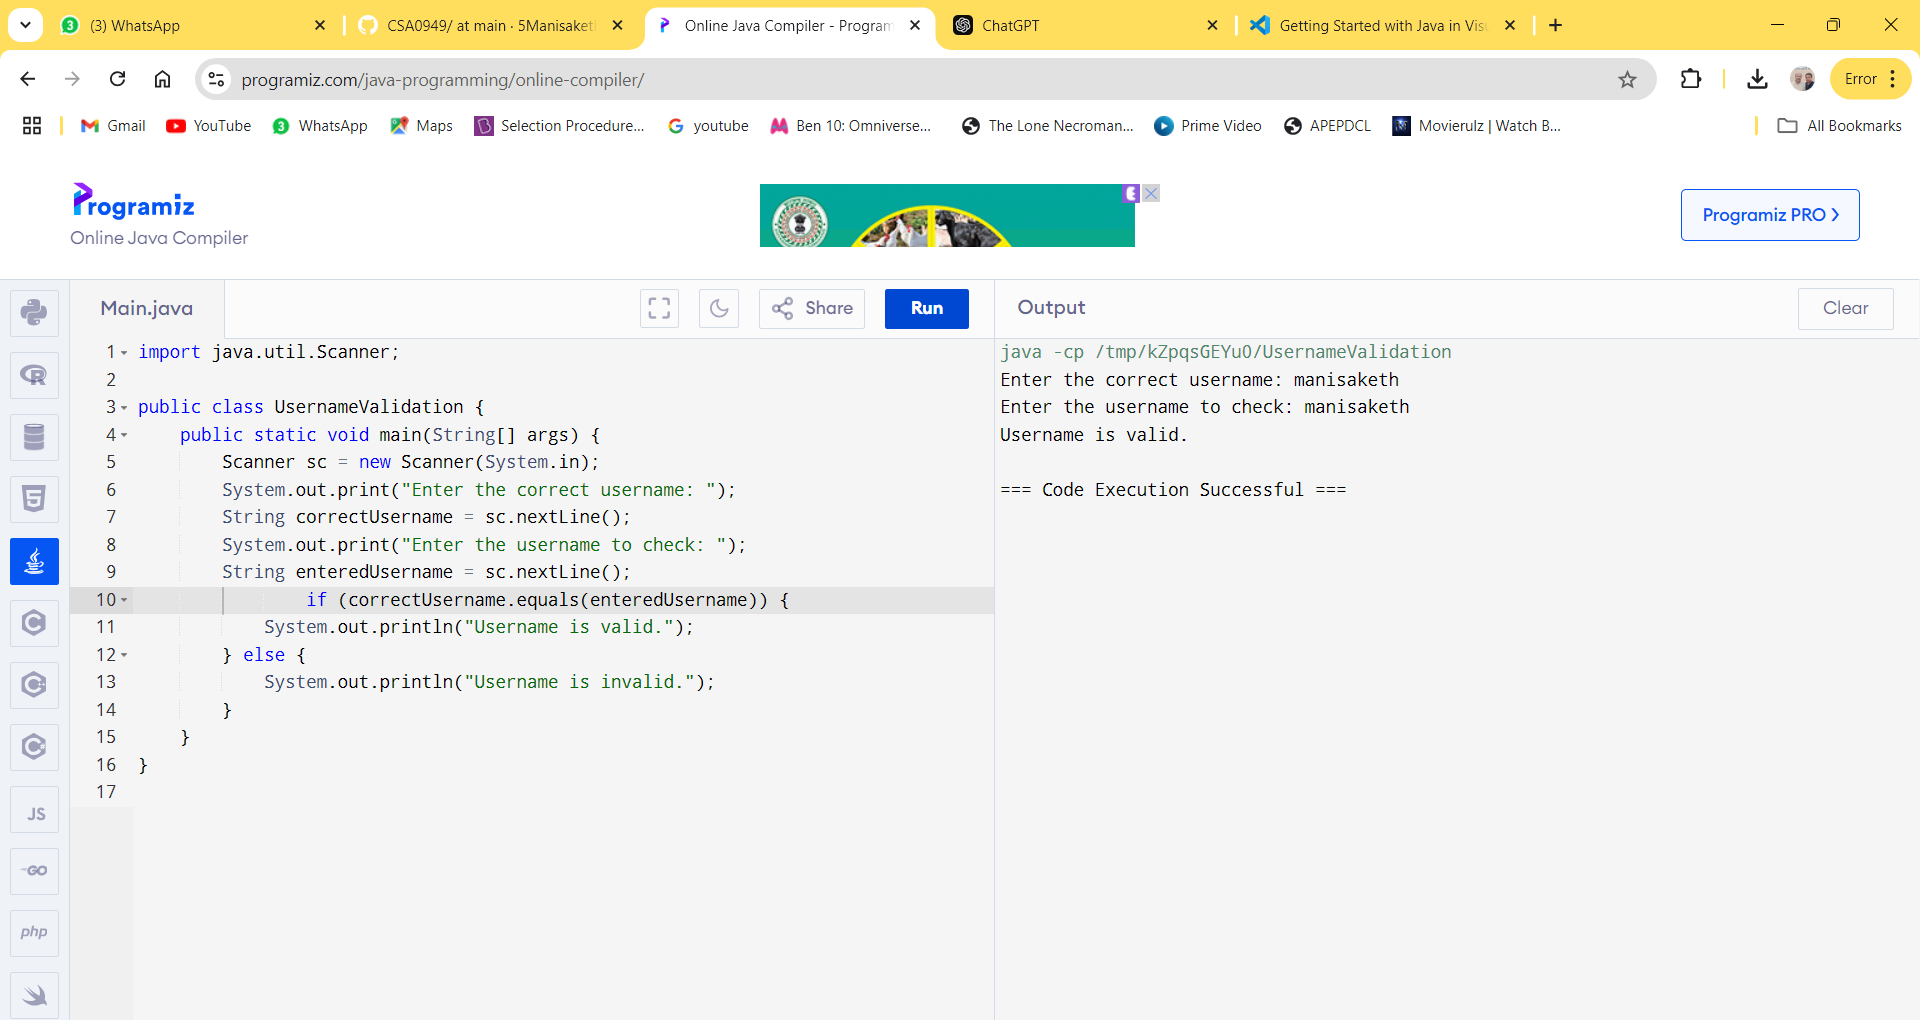 (3) WhatsApp
CSA0949/ at main · 5Manisaketh
Online Java Compiler - Program
ChatGPT
Getting Started with Java in Visu
programiz.com/java-programming/online-compiler/
Error
Gmail
YouTube
WhatsApp
Maps
Selection Procedure...
youtube
Ben 10: Omniverse...
The Lone Necroman...
Prime Video
APEPDCL
Movierulz | Watch B...
All Bookmarks
Programiz
Online Java Compiler
Programiz PRO
Main.java
Share
Run
Output
Clear
1 import java.util.Scanner;
2
3 public class UsernameValidation {
4 public static void main(String[] args) {
5 Scanner sc = new Scanner(System.in);
6 System.out.print("Enter the correct username: ");
7 String correctUsername = sc.nextLine();
8 System.out.print("Enter the username to check: ");
9 String enteredUsername = sc.nextLine();
10 if (correctUsername.equals(enteredUsername)) {
11 System.out.println("Username is valid.");
12 } else {
13 System.out.println("Username is invalid.");
14 }
15 }
16 }
17
java -cp /tmp/kZpqsGEYu0/UsernameValidation
Enter the correct username: manisaketh
Enter the username to check: manisaketh
Username is valid.
=== Code Execution Successful ===
JS
GO
php